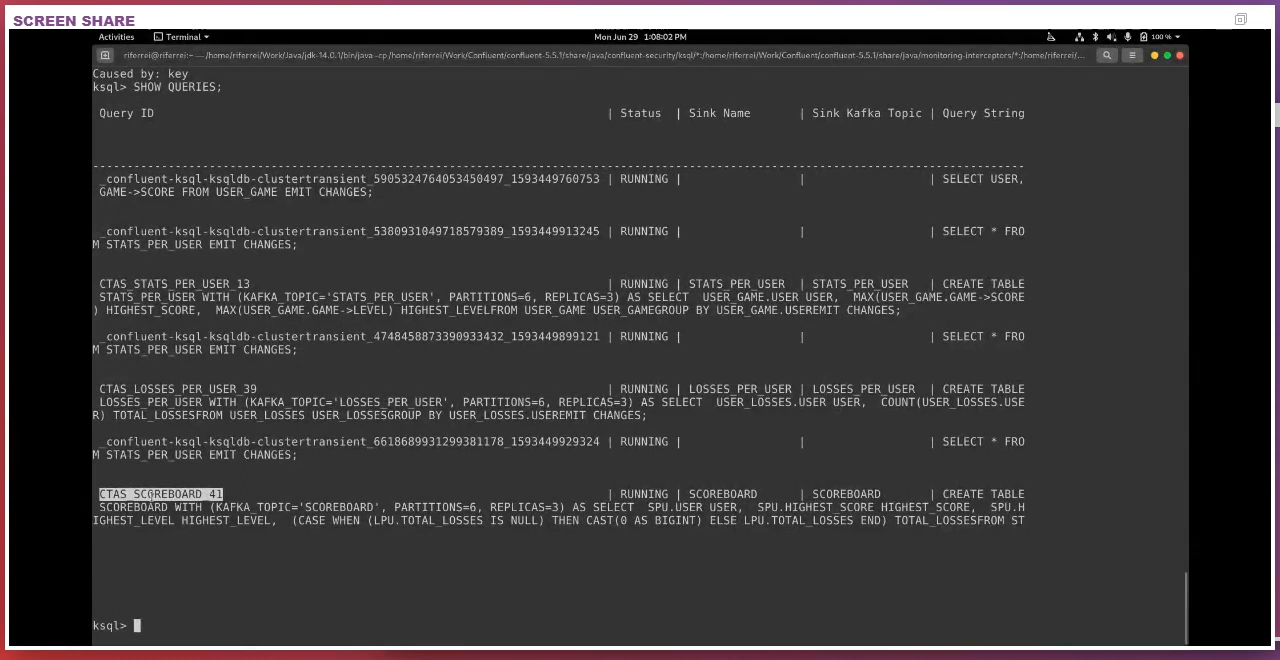 SCREEN SHARE
Activities Terminal Mon Jun 29 1:08:02 PM 100 %
riferrei@riferrei:~ — /home/riferrei/Work/Java/jdk-14.0.1/bin/java -cp /home/riferrei/Work/Confluent/confluent-5.5.1/share/java/confluent-security/ksql/*:/home/riferrei/Work/Confluent/confluent-5.5.1/share/java/monitoring-interceptors/*:/home/riferrei/...
Caused by: key
ksql> SHOW QUERIES;
Query ID | Status | Sink Name | Sink Kafka Topic | Query String
----------------------------------------------------------------------------------------------------------------------------------------
_confluent-ksql-ksqldb-clustertransient_5905324764053450497_1593449760753 | RUNNING | | | SELECT USER,
GAME->SCORE FROM USER_GAME EMIT CHANGES;
_confluent-ksql-ksqldb-clustertransient_5380931049718579389_1593449913245 | RUNNING | | | SELECT * FRO
M STATS_PER_USER EMIT CHANGES;
CTAS_STATS_PER_USER_13 | RUNNING | STATS_PER_USER | STATS_PER_USER | CREATE TABLE
STATS_PER_USER WITH (KAFKA_TOPIC='STATS_PER_USER', PARTITIONS=6, REPLICAS=3) AS SELECT USER_GAME.USER USER, MAX(USER_GAME.GAME->SCORE
) HIGHEST_SCORE, MAX(USER_GAME.GAME->LEVEL) HIGHEST_LEVELFROM USER_GAME USER_GAMEGROUP BY USER_GAME.USEREMIT CHANGES;
_confluent-ksql-ksqldb-clustertransient_4748458873390933432_1593449899121 | RUNNING | | | SELECT * FRO
M STATS_PER_USER EMIT CHANGES;
CTAS_LOSSES_PER_USER_39 | RUNNING | LOSSES_PER_USER | LOSSES_PER_USER | CREATE TABLE
LOSSES_PER_USER WITH (KAFKA_TOPIC='LOSSES_PER_USER', PARTITIONS=6, REPLICAS=3) AS SELECT USER_LOSSES.USER USER, COUNT(USER_LOSSES.USE
R) TOTAL_LOSSESFROM USER_LOSSES USER_LOSSESGROUP BY USER_LOSSES.USEREMIT CHANGES;
_confluent-ksql-ksqldb-clustertransient_6618689931299381178_1593449929324 | RUNNING | | | SELECT * FRO
M STATS_PER_USER EMIT CHANGES;
CTAS_SCOREBOARD_41 | RUNNING | SCOREBOARD | SCOREBOARD | CREATE TABLE
SCOREBOARD WITH (KAFKA_TOPIC='SCOREBOARD', PARTITIONS=6, REPLICAS=3) AS SELECT SPU.USER USER, SPU.HIGHEST_SCORE HIGHEST_SCORE, SPU.H
IGHEST_LEVEL HIGHEST_LEVEL, (CASE WHEN (LPU.TOTAL_LOSSES IS NULL) THEN CAST(0 AS BIGINT) ELSE LPU.TOTAL_LOSSES END) TOTAL_LOSSESFROM ST
ksql>